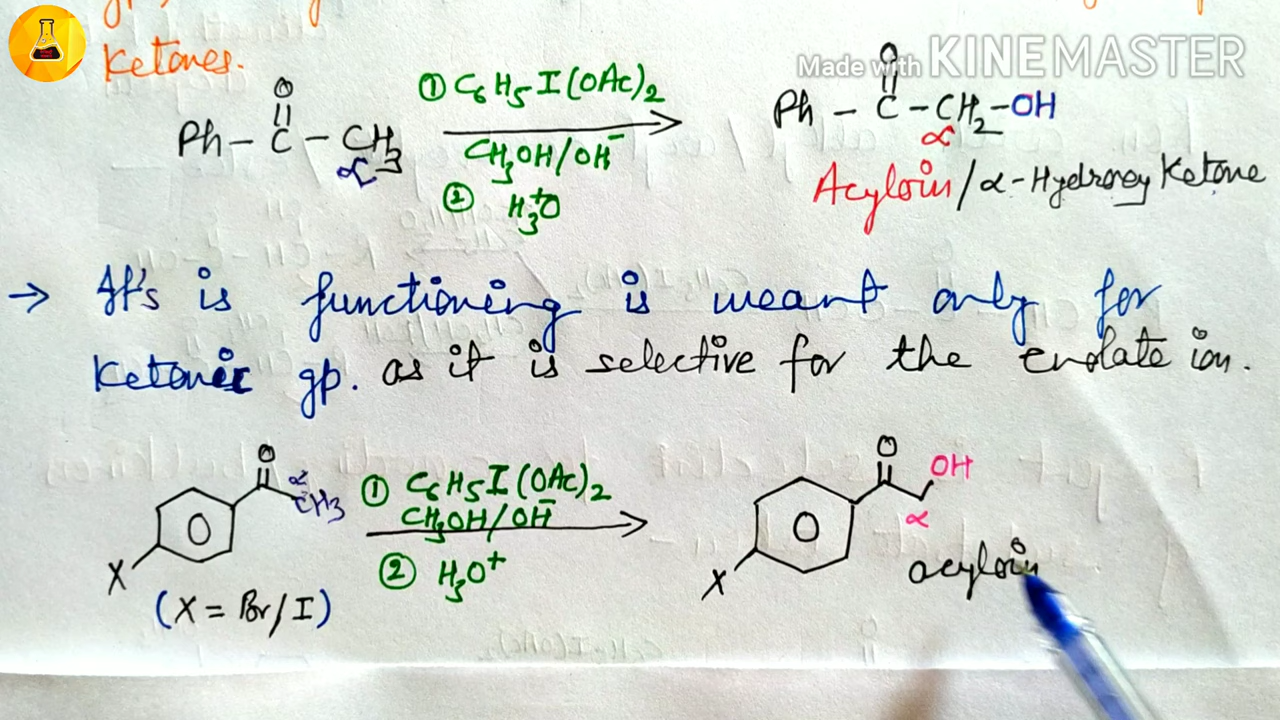 Ketones.
Made with KINEMASTER
O
Ph - C - CH3
α
① C6H5I(OAc)2
CH3OH/OH-
② H3+O
O
Ph - C - CH2 - OH
α
Acyloin/α-Hydroxy Ketone
→ It's is functioning is meant only for
Ketonic gp. as it is selective for the enolate ion.
O
α
CH3
X
(X = Br/I)
① C6H5I(OAc)2
CH3OH/OH-
② H3O+
O
OH
α
X
acyloin